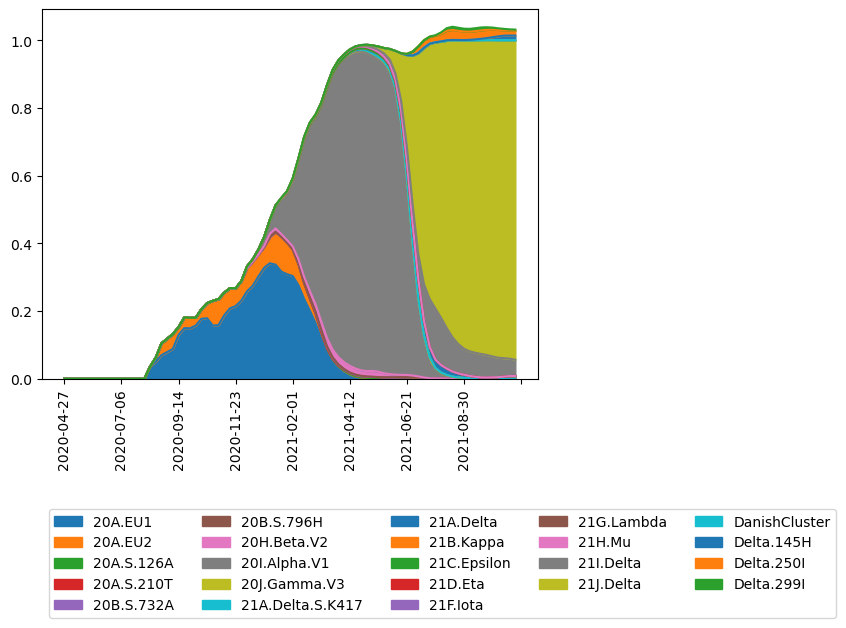 1.0
0.8
0.6
0.4
0.2
0.0
2020-04-27 2020-07-06 2020-09-14 2020-11-23 2021-02-01 2021-04-12 2021-06-21 2021-08-30
20A.EU1 20B.S.796H 21A.Delta 21G.Lambda DanishCluster
20A.EU2 20H.Beta.V2 21B.Kappa 21H.Mu Delta.145H
20A.S.126A 20I.Alpha.V1 21C.Epsilon 21I.Delta Delta.250I
20A.S.210T 20J.Gamma.V3 21D.Eta 21J.Delta Delta.299I
20B.S.732A 21A.Delta.S.K417 21F.Iota